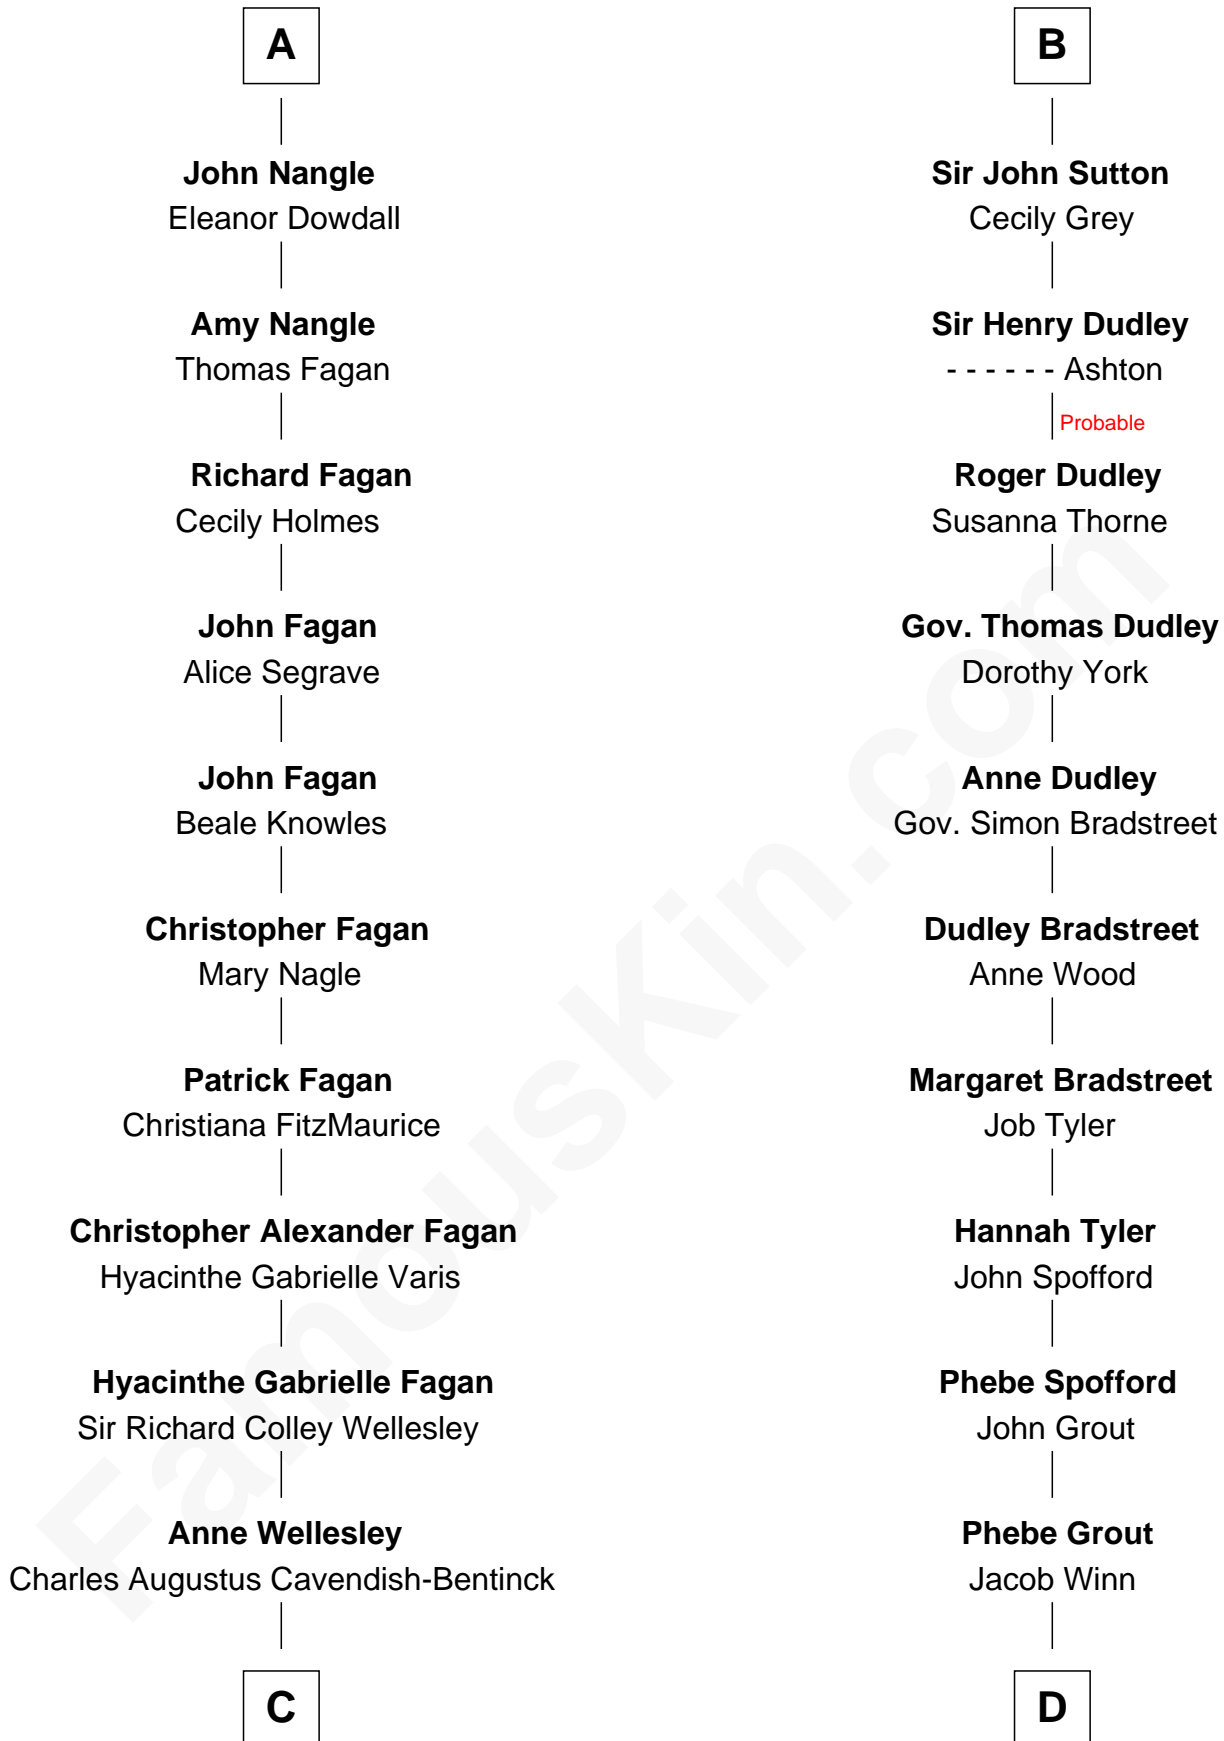 A
John Nangle
Eleanor Dowdall
Amy Nangle
Thomas Fagan
Richard Fagan
Cecily Holmes
John Fagan
Alice Segrave
John Fagan
Beale Knowles
Christopher Fagan
Mary Nagle
Patrick Fagan
Christiana FitzMaurice
Christopher Alexander Fagan
Hyacinthe Gabrielle Varis
Hyacinthe Gabrielle Fagan
Sir Richard Colley Wellesley
Anne Wellesley
Charles Augustus Cavendish-Bentinck
C
B
Sir John Sutton
Cecily Grey
Sir Henry Dudley
- - - - - - Ashton
Probable
Roger Dudley
Susanna Thorne
Gov. Thomas Dudley
Dorothy York
Anne Dudley
Gov. Simon Bradstreet
Dudley Bradstreet
Anne Wood
Margaret Bradstreet
Job Tyler
Hannah Tyler
John Spofford
Phebe Spofford
John Grout
Phebe Grout
Jacob Winn
D
FamousKin.com